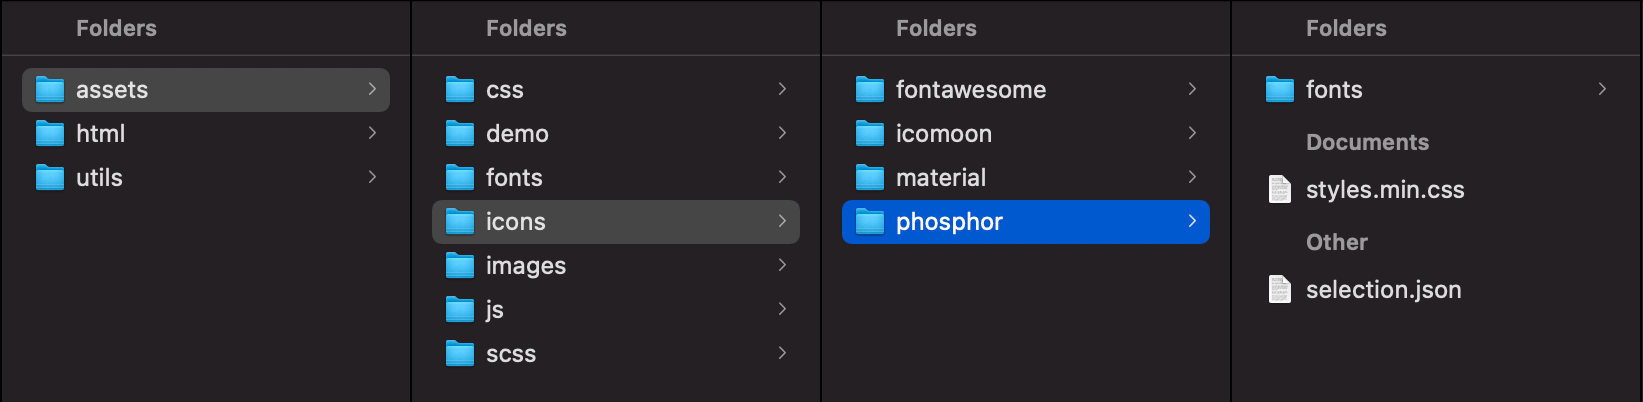 Folders
assets
html
utils
Folders
css
demo
fonts
icons
images
js
scss
Folders
fontawesome
icomoon
material
phosphor
Folders
fonts
Documents
styles.min.css
Other
selection.json